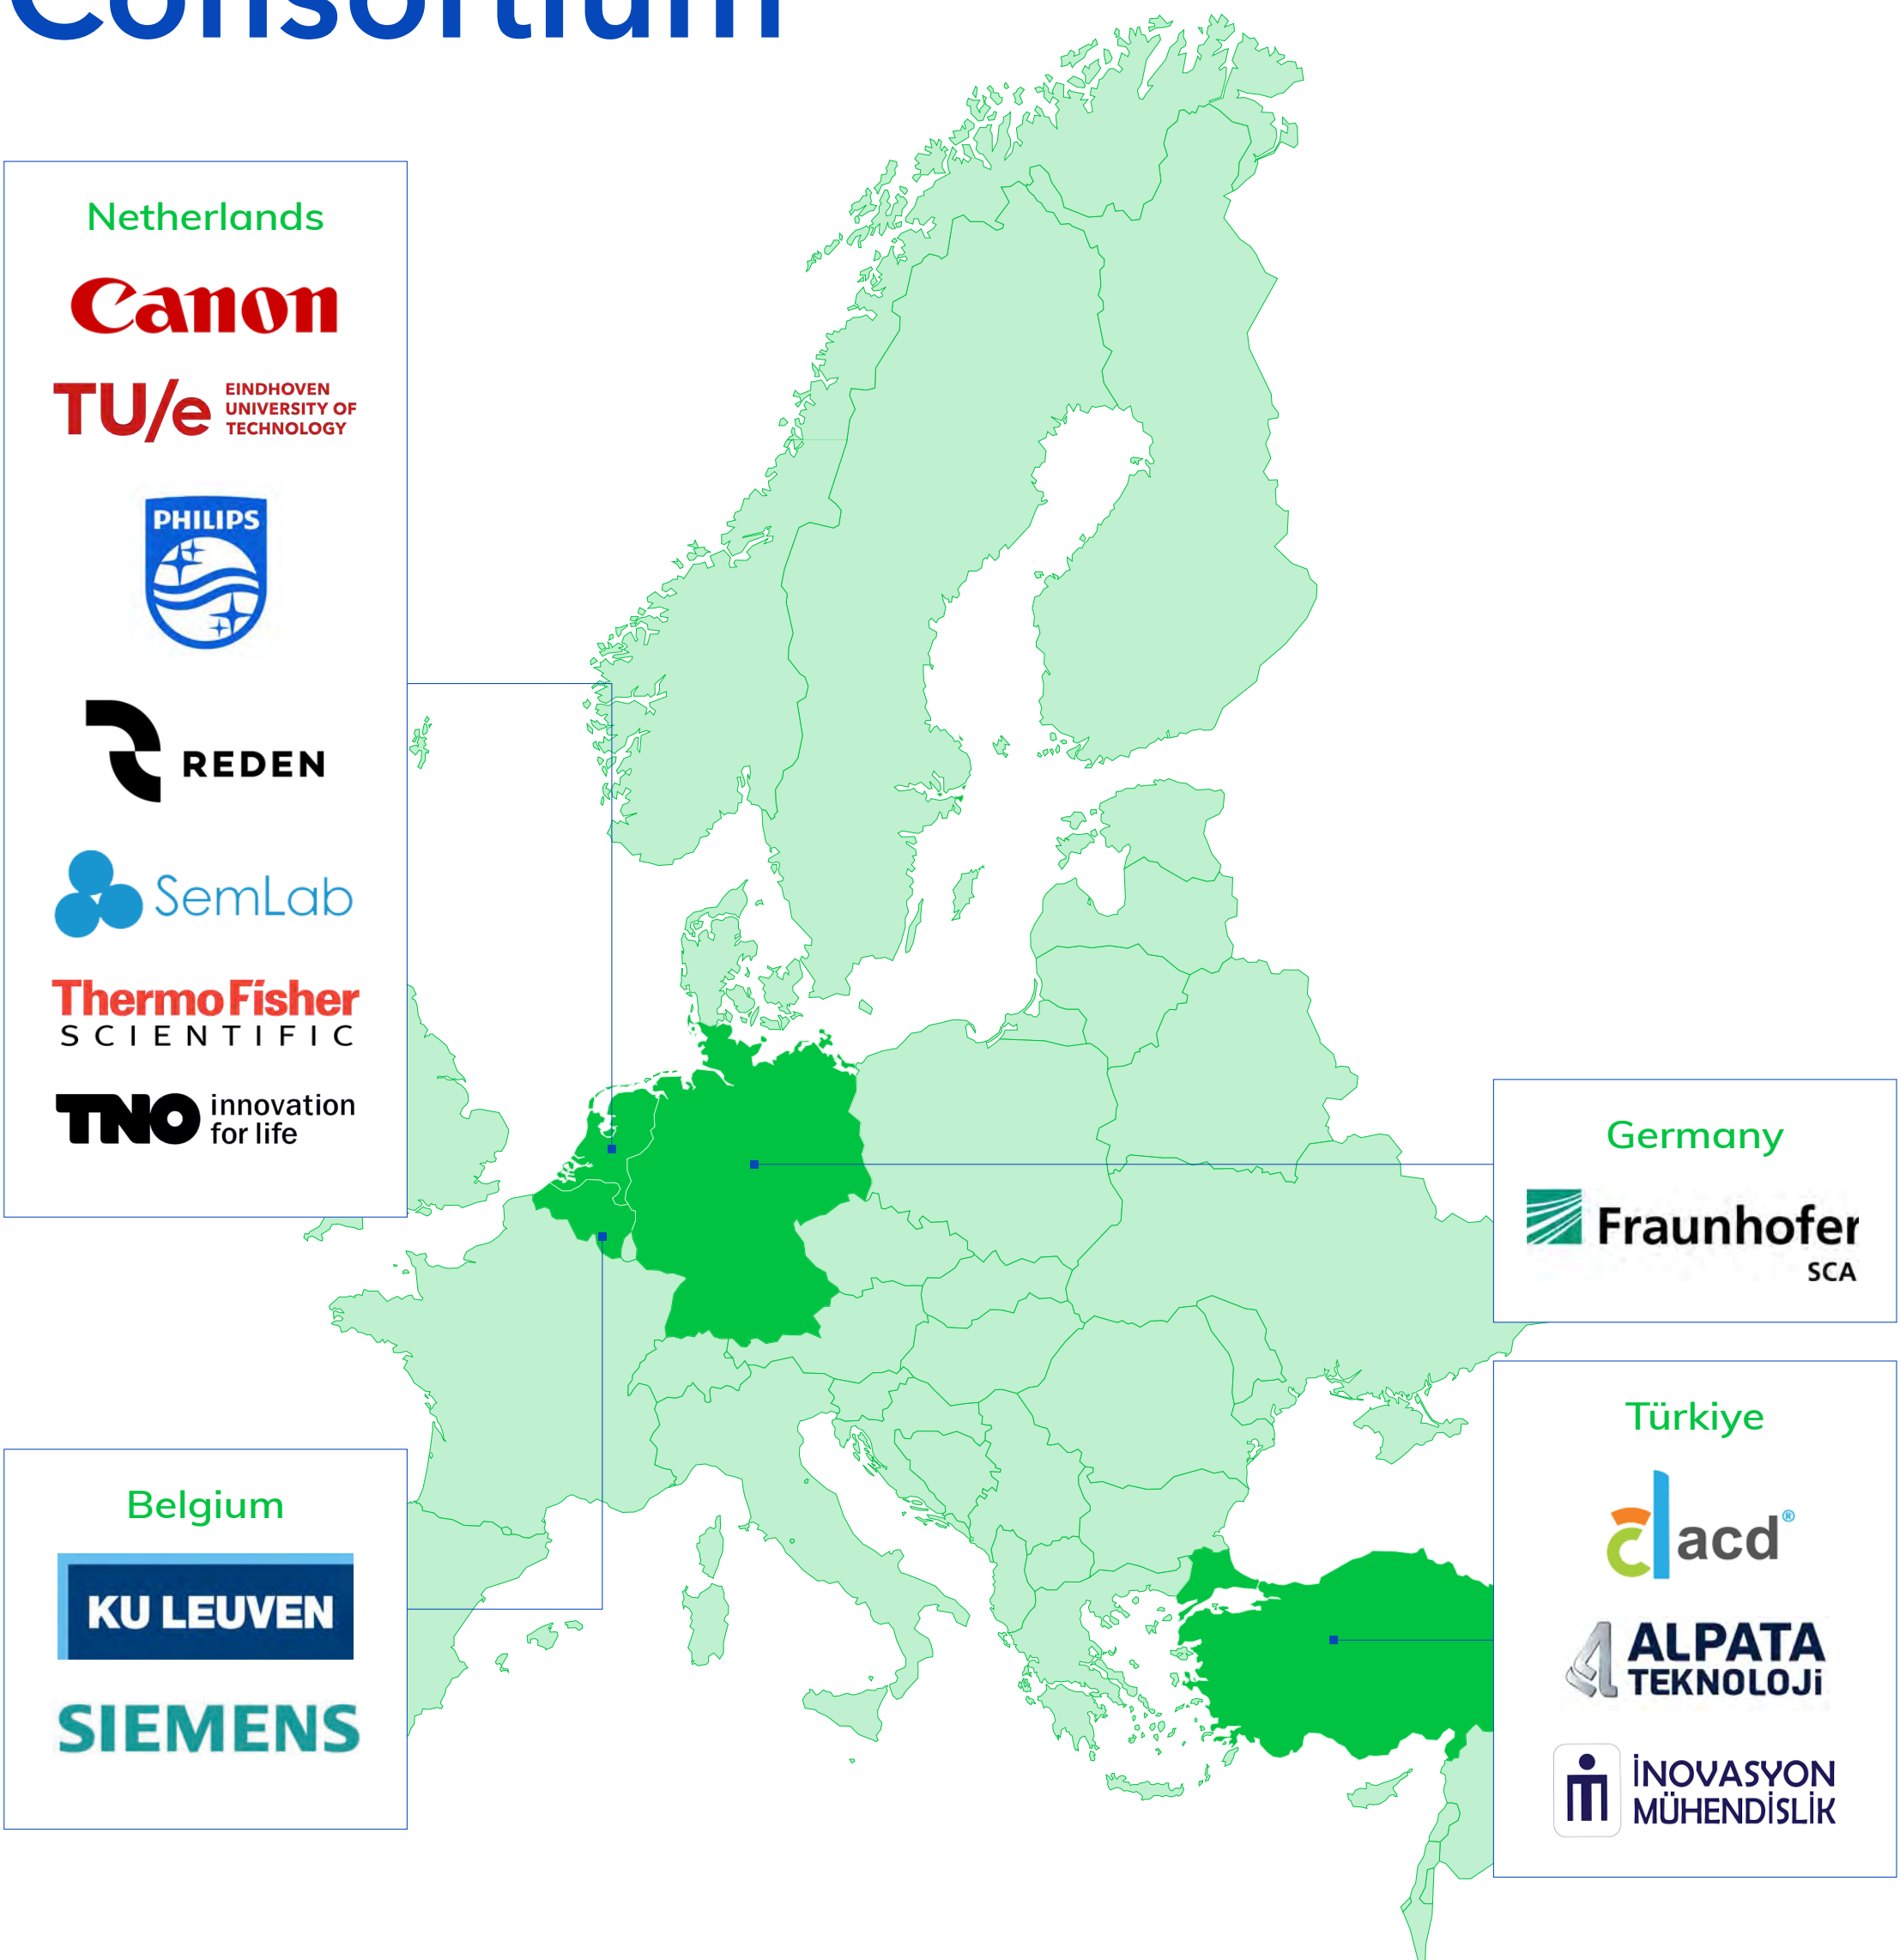 Consortium
Netherlands
Canon
TU/e EINDHOVEN
UNIVERSITY OF
TECHNOLOGY
PHILIPS
REDEN
SemLab
ThermoFisher
SCIENTIFIC
TNO innovation
for life
Belgium
KU LEUVEN
SIEMENS
Germany
Fraunhofer
SCAI
Türkiye
acd®
ALPATA
TEKNOLOJi
İNOVASYON
MÜHENDİSLİK